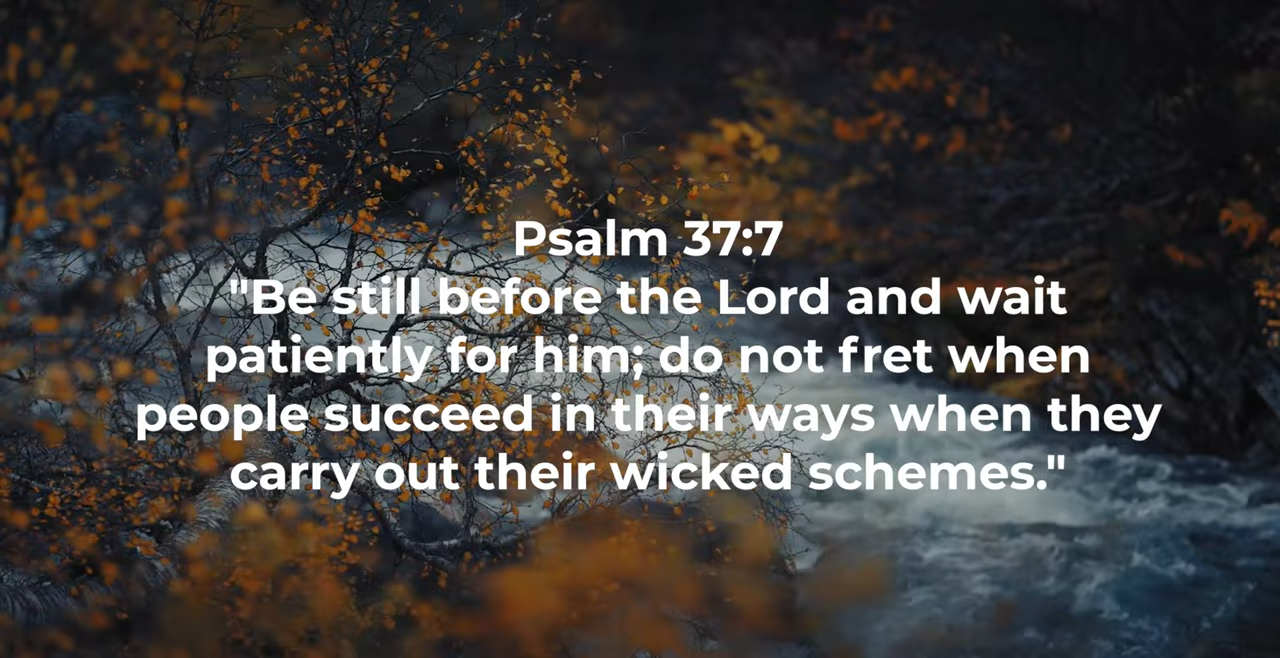 Psalm 37:7
"Be still before the Lord and wait
patiently for him; do not fret when
people succeed in their ways when they
carry out their wicked schemes."